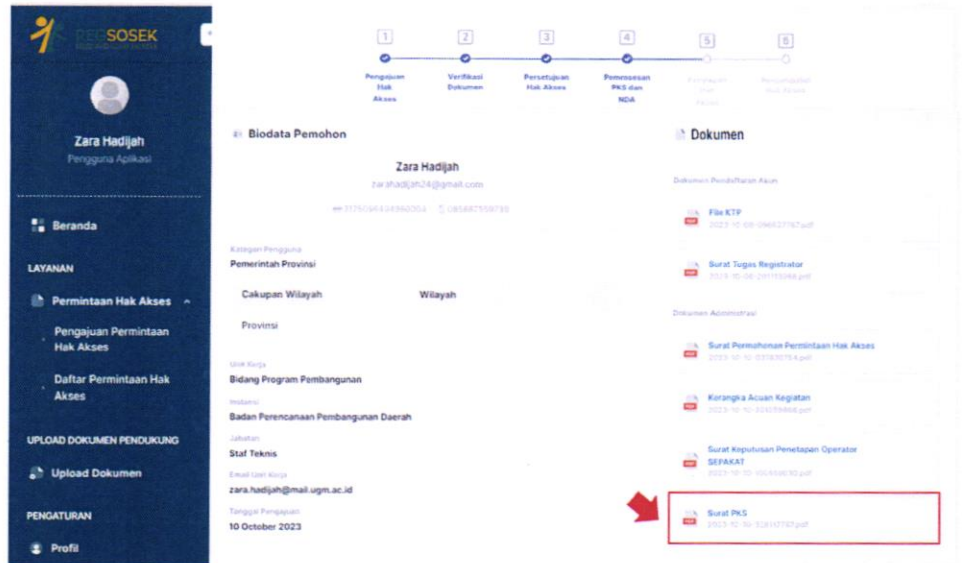 REGSOSEK
1
2
3
4
5
6
Pengajuan
Hak
Akses
Verifikasi
Dokumen
Persetujuan
Hak Akses
Pemrosesan
PKS dan
NDA
Zara Hadijah
Pengguna Aplikasi
Beranda
LAYANAN
Permintaan Hak Akses
Pengajuan Permintaan
Hak Akses
Daftar Permintaan Hak
Akses
UPLOAD DOKUMEN PENDUKUNG
Upload Dokumen
PENGATURAN
Profil
Biodata Pemohon
Zara Hadijah
zarahadijah24@gmail.com
Kategori Pengguna
Pemerintah Provinsi
Cakupan Wilayah
Wilayah
Provinsi
Unit Kerja
Bidang Program Pembangunan
Instansi
Badan Perencanaan Pembangunan Daerah
Jabatan
Staf Teknis
Email Unit Kerja
zara.hadijah@mail.ugm.ac.id
Tanggal Pengajuan
10 October 2023
Dokumen
Dokumen Pendaftaran Akun
File KTP
Surat Tugas Registrator
Dokumen Administrasi
Surat Permohonan Permintaan Hak Akses
Kerangka Acuan Kegiatan
Surat Keputusan Penetapan Operator
SEPAKAT
Surat PKS